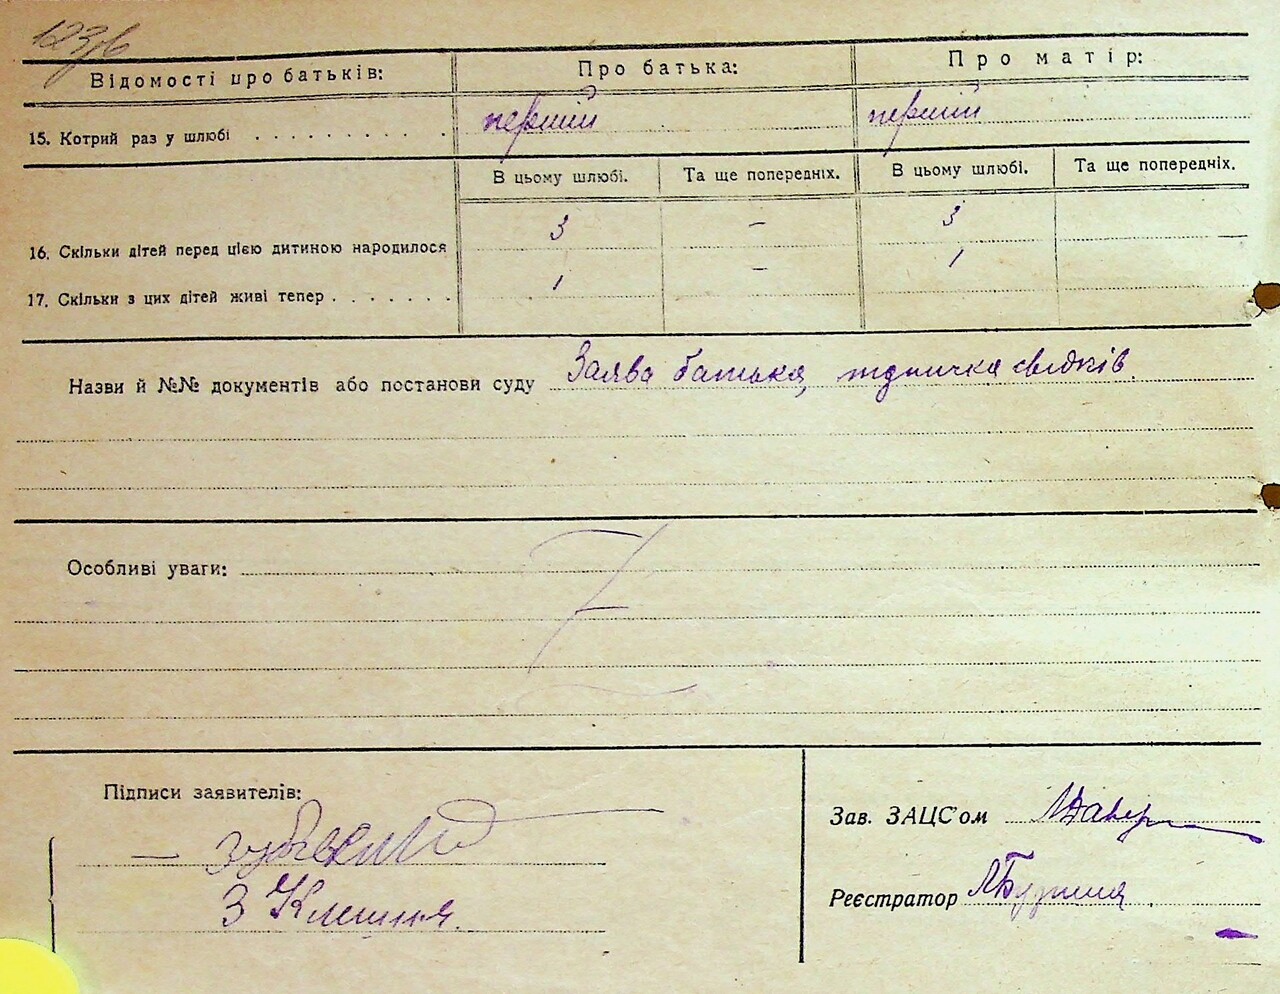 123/6
Відомості про батьків: Про батька: Про матір:
15. Котрий раз у шлюбі . . . . . . . . . . перший перший
В цьому шлюбі. Та ще попередніх. В цьому шлюбі. Та ще попередніх.
16. Скільки дітей перед цією дитиною народилося 3 — 3 —
17. Скільки з цих дітей живі тепер . . . . . . . 1 — 1
Назви й №№ документів або постанови суду Заява батька, свідків.
Особливі уваги:
Підписи заявителів:
Зав. ЗАЦС'ом
З
Реєстратор